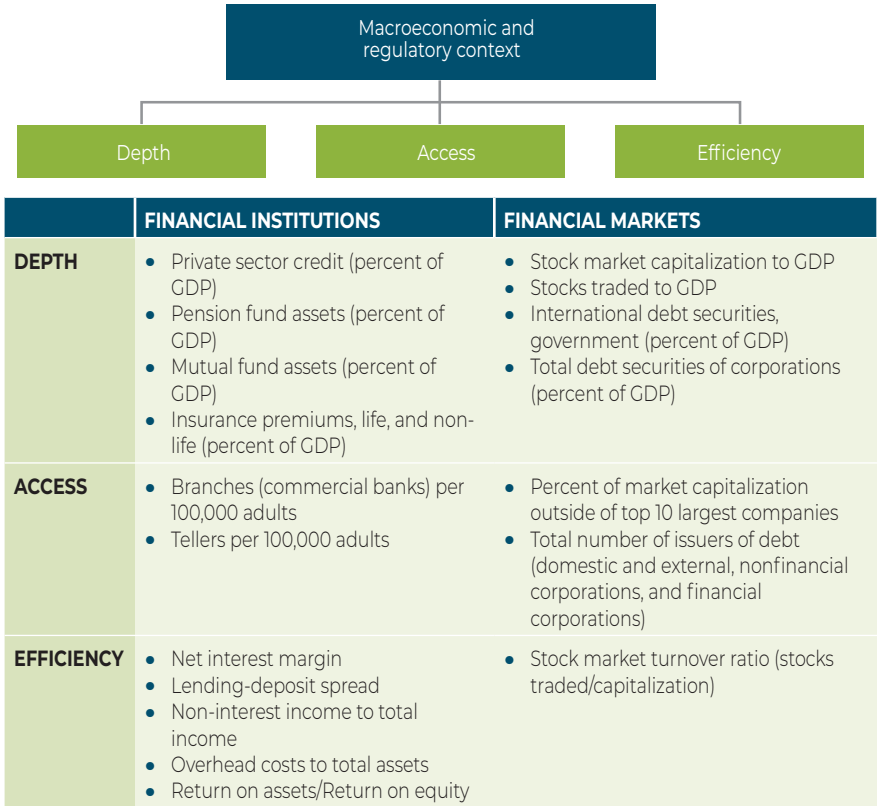 Macroeconomic and
regulatory context
Depth
Access
Efficiency
FINANCIAL INSTITUTIONS
FINANCIAL MARKETS
DEPTH
● Private sector credit (percent of
GDP)
● Pension fund assets (percent of
GDP)
● Mutual fund assets (percent of
GDP)
● Insurance premiums, life, and non-
life (percent of GDP)
● Stock market capitalization to GDP
● Stocks traded to GDP
● International debt securities,
government (percent of GDP)
● Total debt securities of corporations
(percent of GDP)
ACCESS
● Branches (commercial banks) per
100,000 adults
● Tellers per 100,000 adults
● Percent of market capitalization
outside of top 10 largest companies
● Total number of issuers of debt
(domestic and external, nonfinancial
corporations, and financial
corporations)
EFFICIENCY
● Net interest margin
● Lending-deposit spread
● Non-interest income to total
income
● Overhead costs to total assets
● Return on assets/Return on equity
● Stock market turnover ratio (stocks
traded/capitalization)